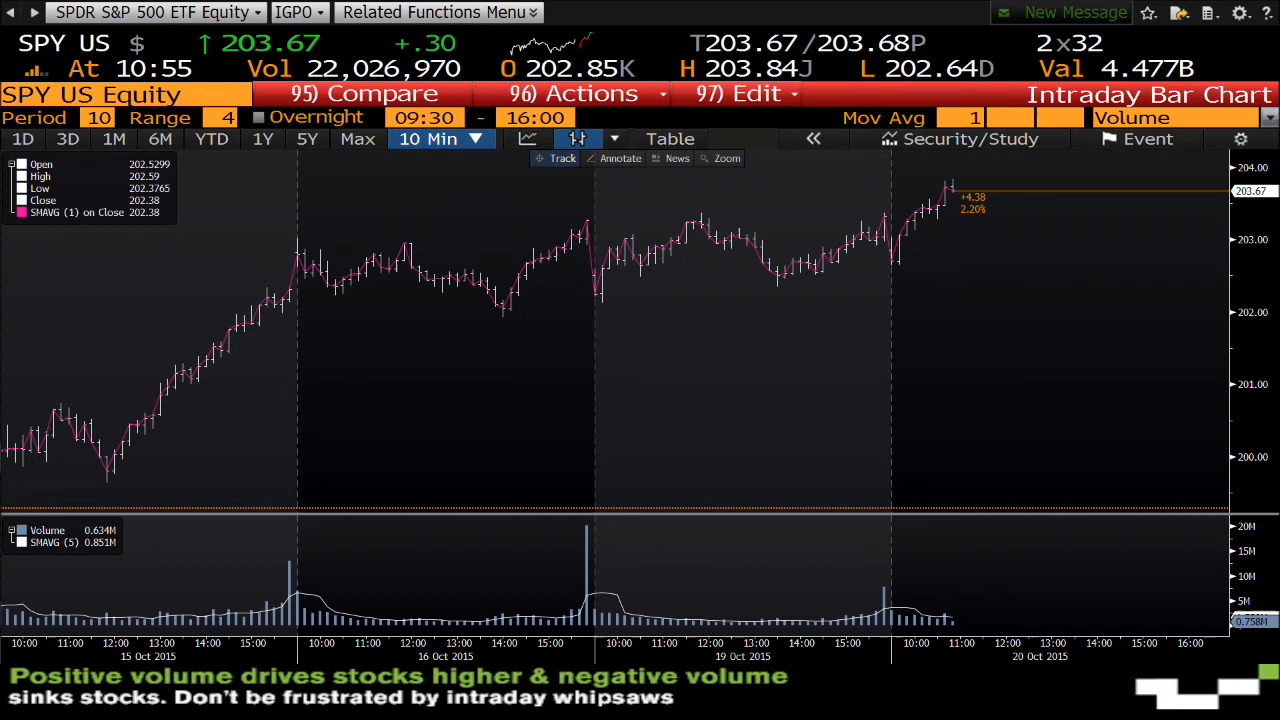 SPDR S&P 500 ETF Equity IGPO Related Functions Menu New Message
SPY US $ ↑ 203.67 +.30 T203.67/203.68P 2x32
At 10:55 Vol 22,026,970 O 202.85K H 203.84J L 202.64D Val 4.477B
SPY US Equity 95) Compare 96) Actions 97) Edit Intraday Bar Chart
Period 10 Range 4 Overnight 09:30 - 16:00 Mov Avg 1 Volume
1D 3D 1M 6M YTD 1Y 5Y Max 10 Min Table Security/Study Event
Track Annotate News Zoom
Open 202.5299
High 202.59
Low 202.3765
Close 202.38
SMAVG (1) on Close 202.38
204.00
203.67
+4.38
2.20%
203.00
202.00
201.00
200.00
Volume 0.634M
SMAVG (5) 0.851M
20M
15M
10M
5M
0.758M
10:00 11:00 12:00 13:00 14:00 15:00 10:00 11:00 12:00 13:00 14:00 15:00 10:00 11:00 12:00 13:00 14:00 15:00 10:00 11:00 12:00 13:00 14:00 15:00 16:00
15 Oct 2015 16 Oct 2015 19 Oct 2015 20 Oct 2015
Positive volume drives stocks higher & negative volume
sinks stocks. Don't be frustrated by intraday whipsaws